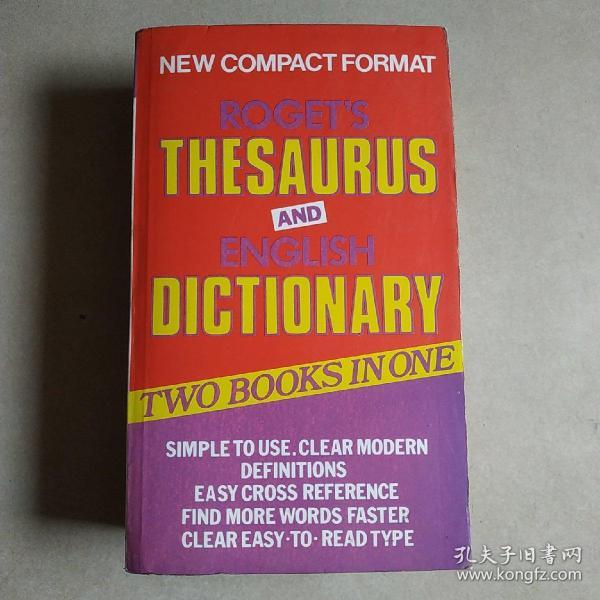 NEW COMPACT FORMAT
ROGET'S
THESAURUS
AND
ENGLISH
DICTIONARY
TWO BOOKS IN ONE
SIMPLE TO USE. CLEAR MODERN
DEFINITIONS
EASY CROSS REFERENCE
FIND MORE WORDS FASTER
CLEAR EASY-TO-READ TYPE
孔夫子旧书网
www.kongfz.com